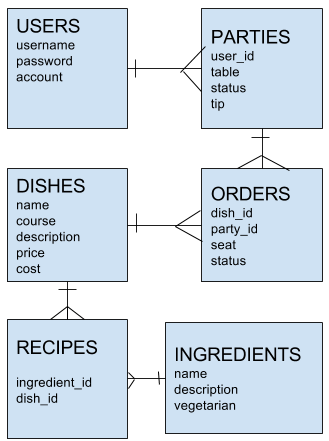 USERS
username
password
account
PARTIES
user_id
table
status
tip
DISHES
name
course
description
price
cost
ORDERS
dish_id
party_id
seat
status
RECIPES
ingredient_id
dish_id
INGREDIENTS
name
description
vegetarian